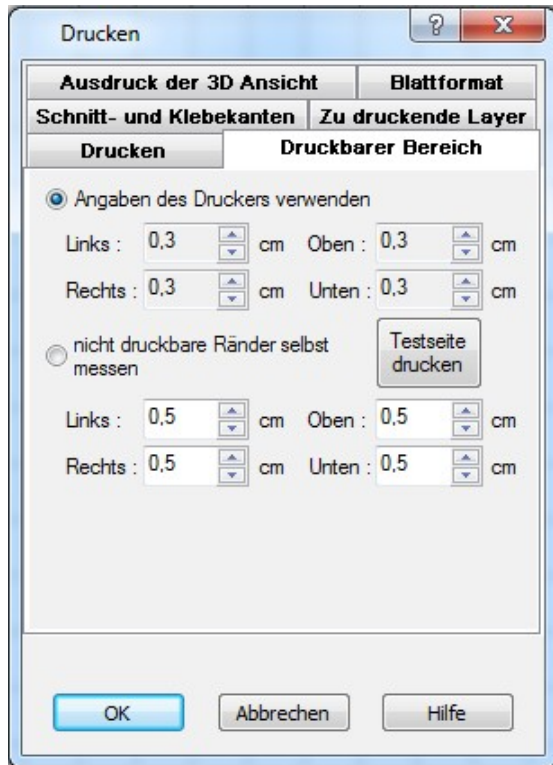 Drucken
Ausdruck der 3D Ansicht Blattformat
Schnitt- und Klebekanten Zu druckende Layer
Drucken Druckbarer Bereich
Angaben des Druckers verwenden
Links : 0,3 cm Oben : 0,3 cm
Rechts : 0,3 cm Unten : 0,3 cm
nicht druckbare Ränder selbst
messen
Testseite
drucken
Links : 0,5 cm Oben : 0,5 cm
Rechts : 0,5 cm Unten : 0,5 cm
OK Abbrechen Hilfe